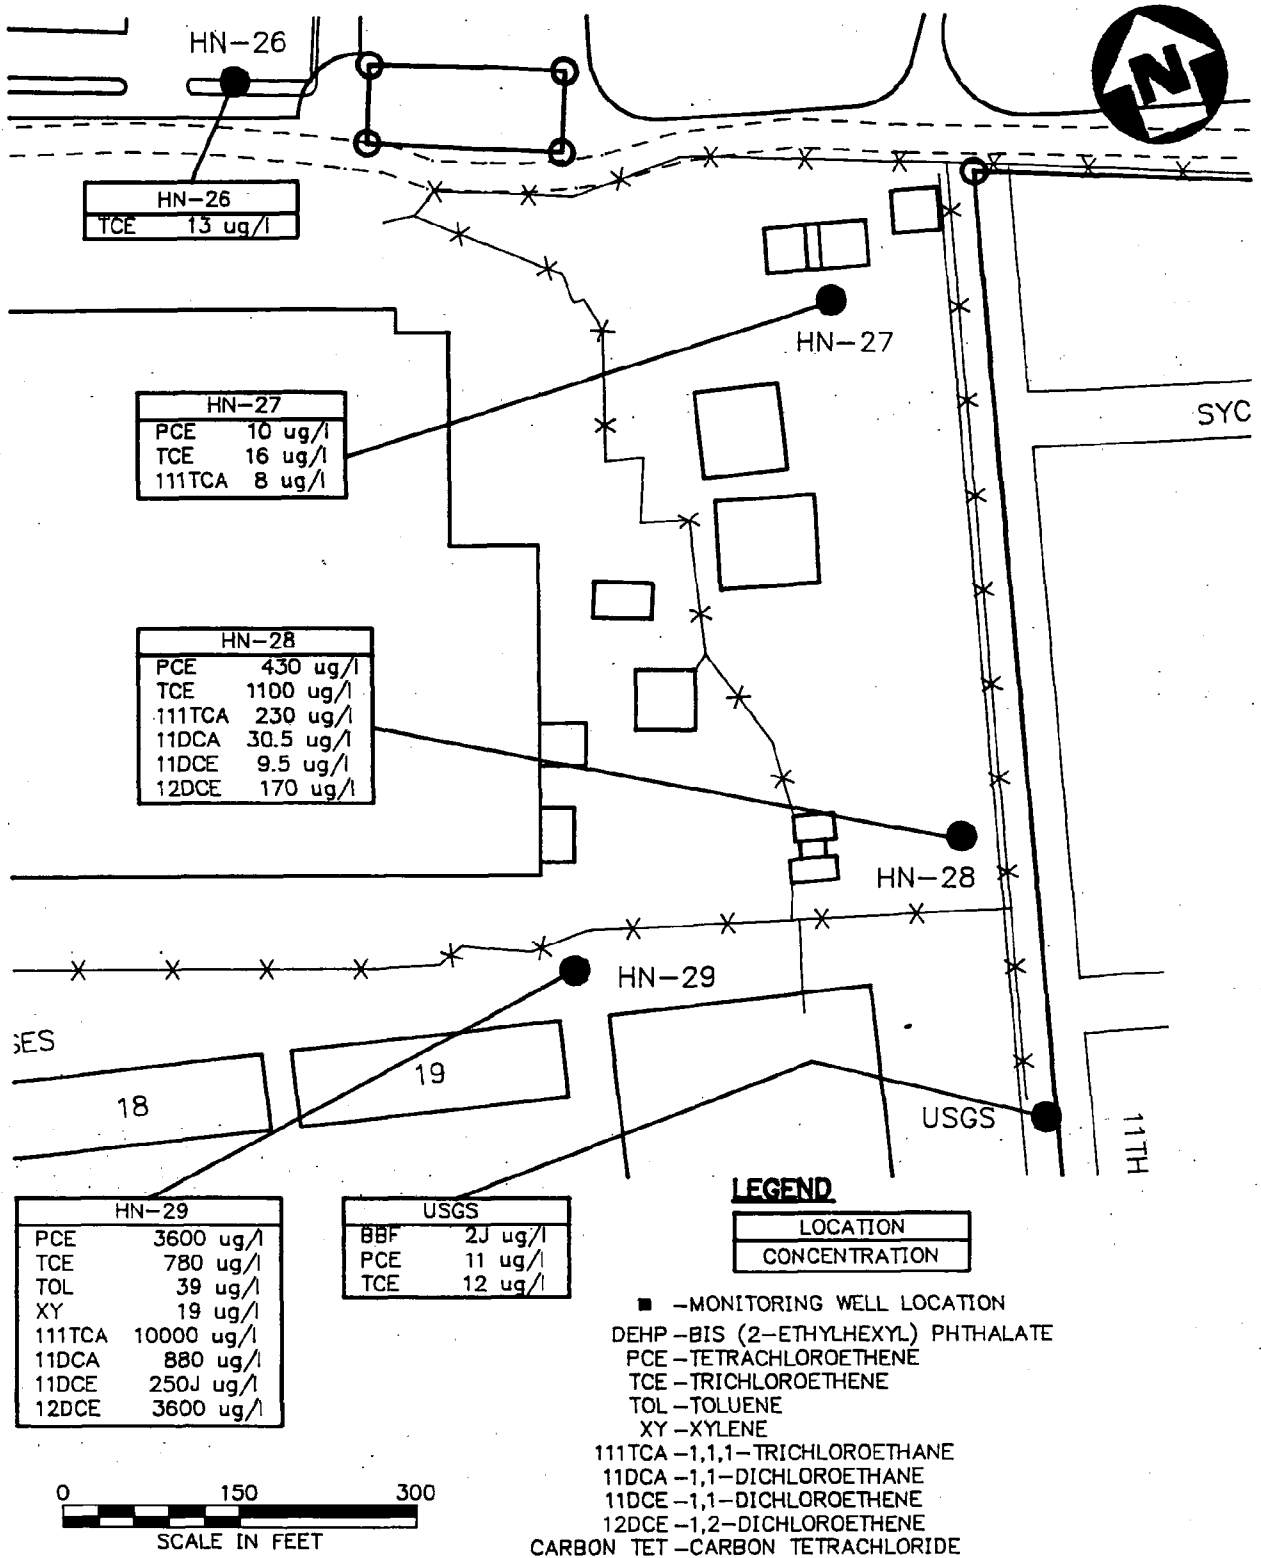 HN-26
N
HN-26
TCE 13 ug/l
HN-27
SYC
HN-27
PCE 10 ug/l
TCE 16 ug/l
111TCA 8 ug/l
HN-28
PCE 430 ug/l
TCE 1100 ug/l
111TCA 230 ug/l
11DCA 30.5 ug/l
11DCE 9.5 ug/l
12DCE 170 ug/l
HN-28
HN-29
SES
19
18
USGS
11TH
HN-29
PCE 3600 ug/l
TCE 780 ug/l
TOL 39 ug/l
XY 19 ug/l
111TCA 10000 ug/l
11DCA 880 ug/l
11DCE 250J ug/l
12DCE 3600 ug/l
USGS
BBF 2J ug/l
PCE 11 ug/l
TCE 12 ug/l
LEGEND
LOCATION
CONCENTRATION
-MONITORING WELL LOCATION
DEHP-BIS (2-ETHYLHEXYL) PHTHALATE
PCE-TETRACHLOROETHENE
TCE-TRICHLOROETHENE
TOL-TOLUENE
XY-XYLENE
111TCA-1,1,1-TRICHLOROETHANE
11DCA-1,1-DICHLOROETHANE
11DCE-1,1-DICHLOROETHENE
12DCE-1,2-DICHLOROETHENE
CARBON TET-CARBON TETRACHLORIDE
0 150 300
SCALE IN FEET